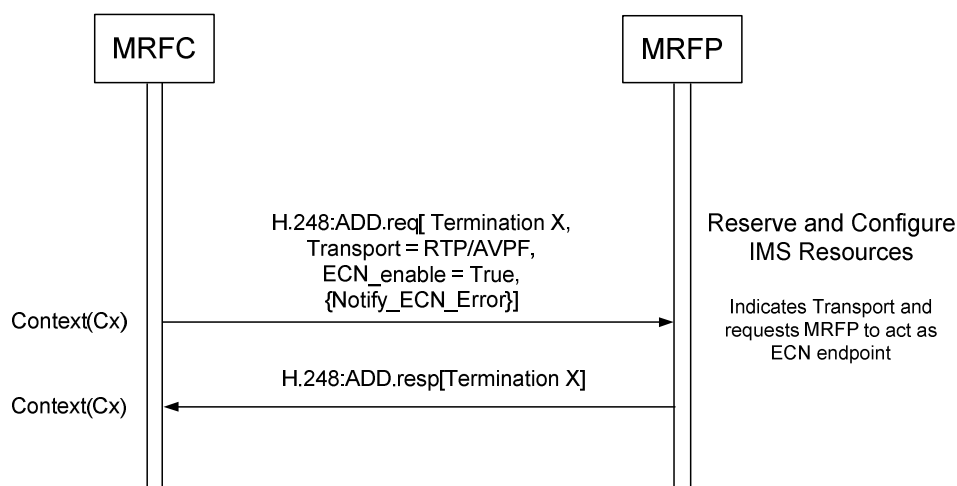 MRFC
MRFP
H.248:ADD.req[ Termination X,
Transport = RTP/AVPF,
ECN_enable = True,
{Notify_ECN_Error}]
Reserve and Configure
IMS Resources
Indicates Transport and
requests MRFP to act as
ECN endpoint
Context(Cx)
H.248:ADD.resp[Termination X]
Context(Cx)